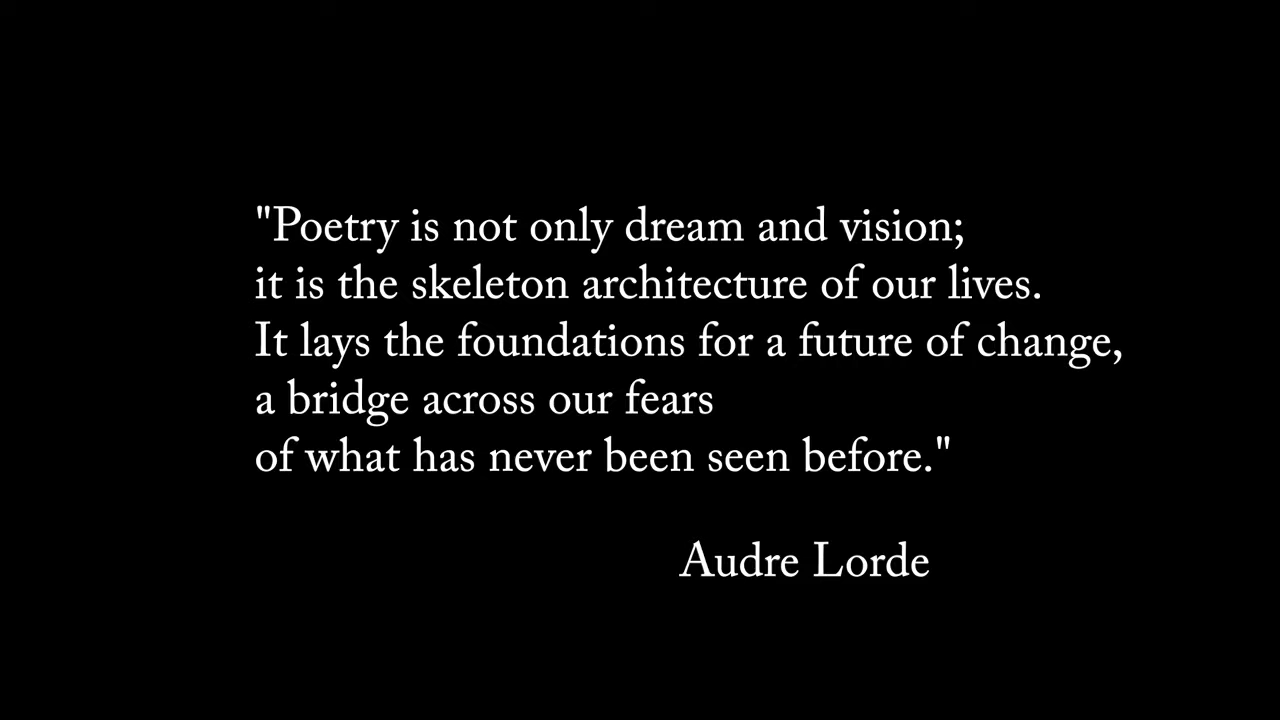 "Poetry is not only dream and vision;
it is the skeleton architecture of our lives.
It lays the foundations for a future of change,
a bridge across our fears
of what has never been seen before."
Audre Lorde